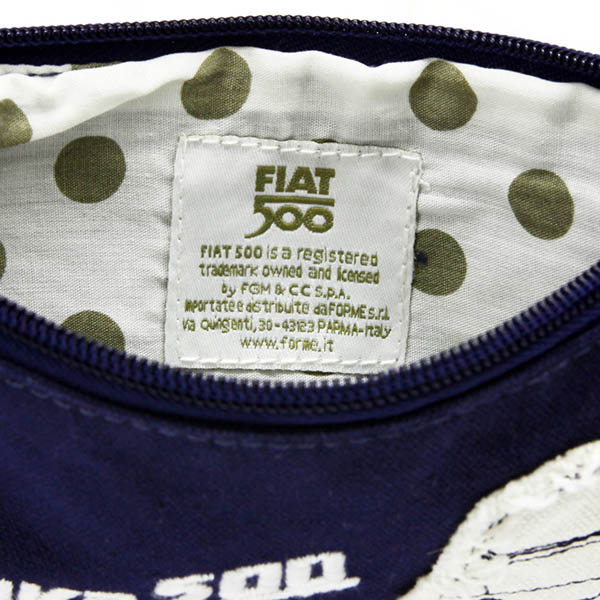 FIAT
500
FIAT 500 is a registered
trademark owned and licensed
by FGM & CC S.p.A.
Importate e distribuite da FORME s.r.l.
via Quingenti, 30 - 43123 PARMA - Italy
www.forme.it
500